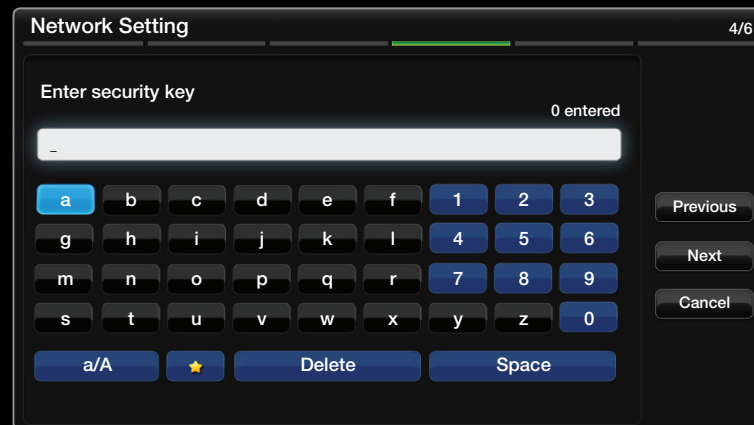 Network Setting 4/6
Enter security key
0 entered
_
a b c d e f 1 2 3
g h i j k l 4 5 6
m n o p q r 7 8 9
s t u v w x y z 0
a/A Delete Space
Previous
Next
Cancel